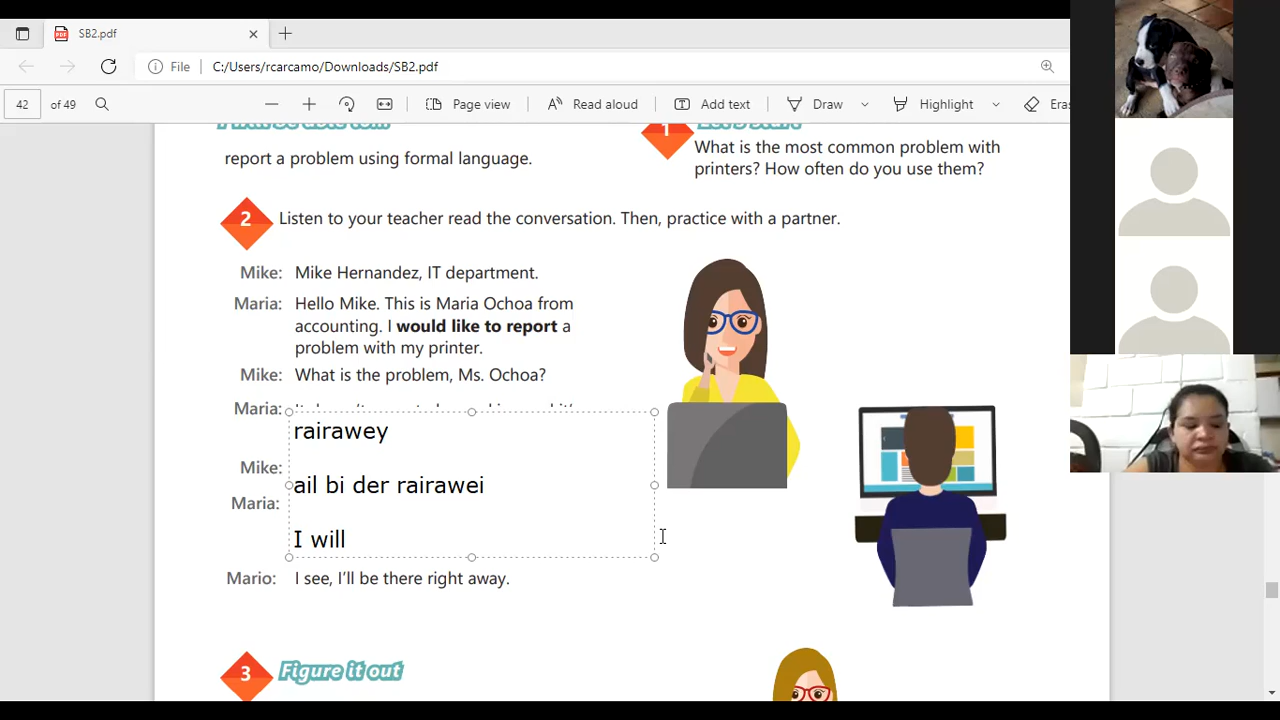 SB2.pdf
File C:/Users/rcarcamo/Downloads/SB2.pdf
42 of 49 Page view Read aloud Add text Draw Highlight Eras
report a problem using formal language.
1
What is the most common problem with
printers? How often do you use them?
2 Listen to your teacher read the conversation. Then, practice with a partner.
Mike: Mike Hernandez, IT department.
Maria: Hello Mike. This is Maria Ochoa from
accounting. I would like to report a
problem with my printer.
Mike: What is the problem, Ms. Ochoa?
Maria:
rairawey
Mike:
ail bi der rairawei
Maria:
I will
Mario: I see, I'll be there right away.
3 Figure it out